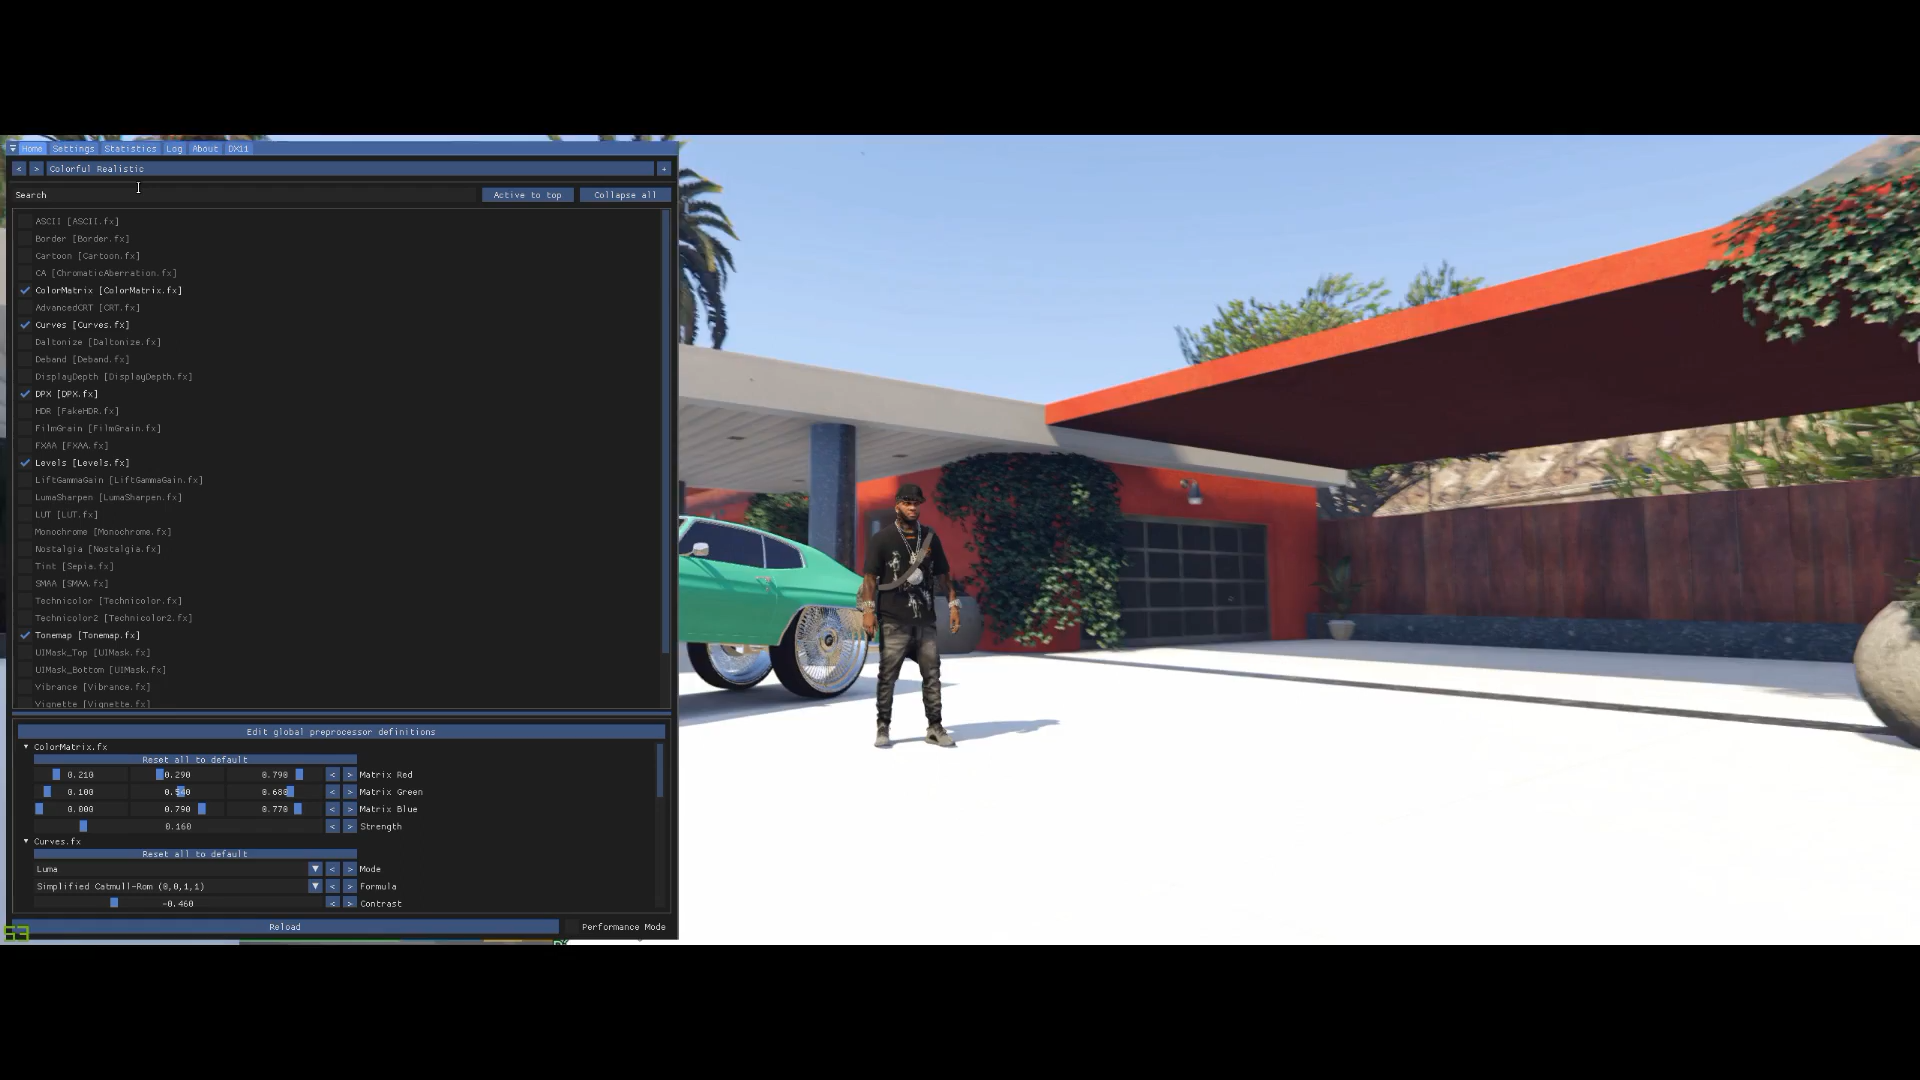 Home Settings Statistics Log About DX11
< > Colorful Realistic +
Search Active to top Collapse all
ASCII [ASCII.fx]
Border [Border.fx]
Cartoon [Cartoon.fx]
CA [ChromaticAberration.fx]
ColorMatrix [ColorMatrix.fx]
AdvancedCRT [CRT.fx]
Curves [Curves.fx]
Daltonize [Daltonize.fx]
Deband [Deband.fx]
DisplayDepth [DisplayDepth.fx]
DPX [DPX.fx]
HDR [FakeHDR.fx]
FilmGrain [FilmGrain.fx]
FXAA [FXAA.fx]
Levels [Levels.fx]
LiftGammaGain [LiftGammaGain.fx]
LumaSharpen [LumaSharpen.fx]
LUT [LUT.fx]
Monochrome [Monochrome.fx]
Nostalgia [Nostalgia.fx]
Tint [Sepia.fx]
SMAA [SMAA.fx]
Technicolor [Technicolor.fx]
Technicolor2 [Technicolor2.fx]
Tonemap [Tonemap.fx]
UIMask_Top [UIMask.fx]
UIMask_Bottom [UIMask.fx]
Vibrance [Vibrance.fx]
Vignette [Vignette.fx]
Edit global preprocessor definitions
ColorMatrix.fx
Reset all to default
0.210 0.290 0.790 < > Matrix Red
0.100 0.680 < > Matrix Green
0.000 0.790 0.770 < > Matrix Blue
0.160 < > Strength
Curves.fx
Reset all to default
Luma < > Mode
Simplified Catmull-Rom (0,0,1,1) < > Formula
-0.460 < > Contrast
Reload Performance Mode